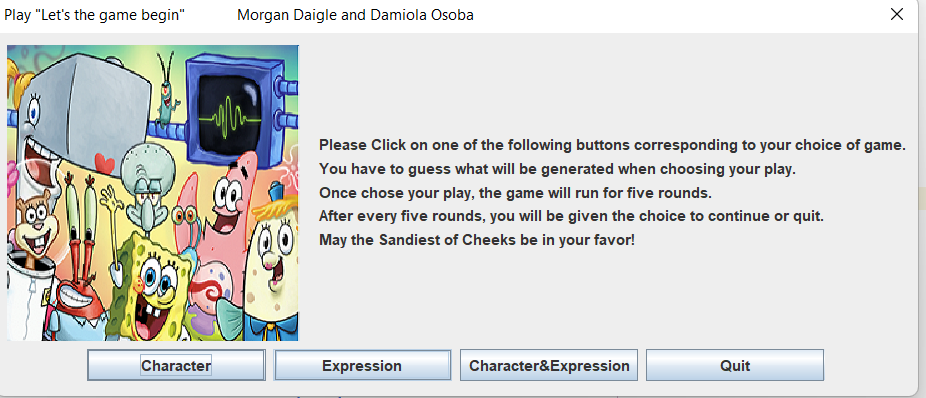 Play "Let's the game begin" Morgan Daigle and Damiola Osoba
Please Click on one of the following buttons corresponding to your choice of game.
You have to guess what will be generated when choosing your play.
Once chose your play, the game will run for five rounds.
After every five rounds, you will be given the choice to continue or quit.
May the Sandiest of Cheeks be in your favor!
Character Expression Character&Expression Quit